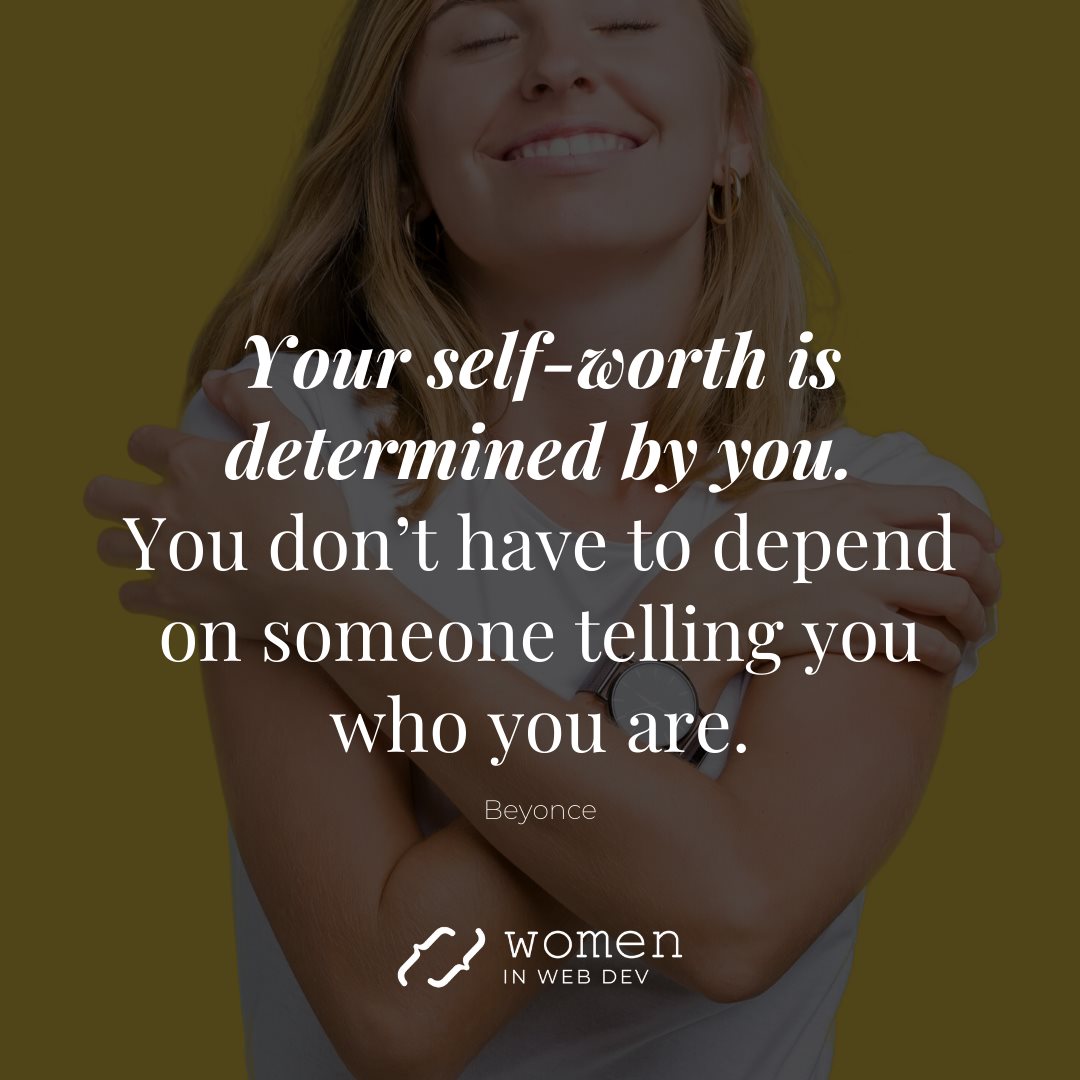 Your self-worth is
determined by you.
You don’t have to depend
on someone telling you
who you are.
Beyonce
women
IN WEB DEV